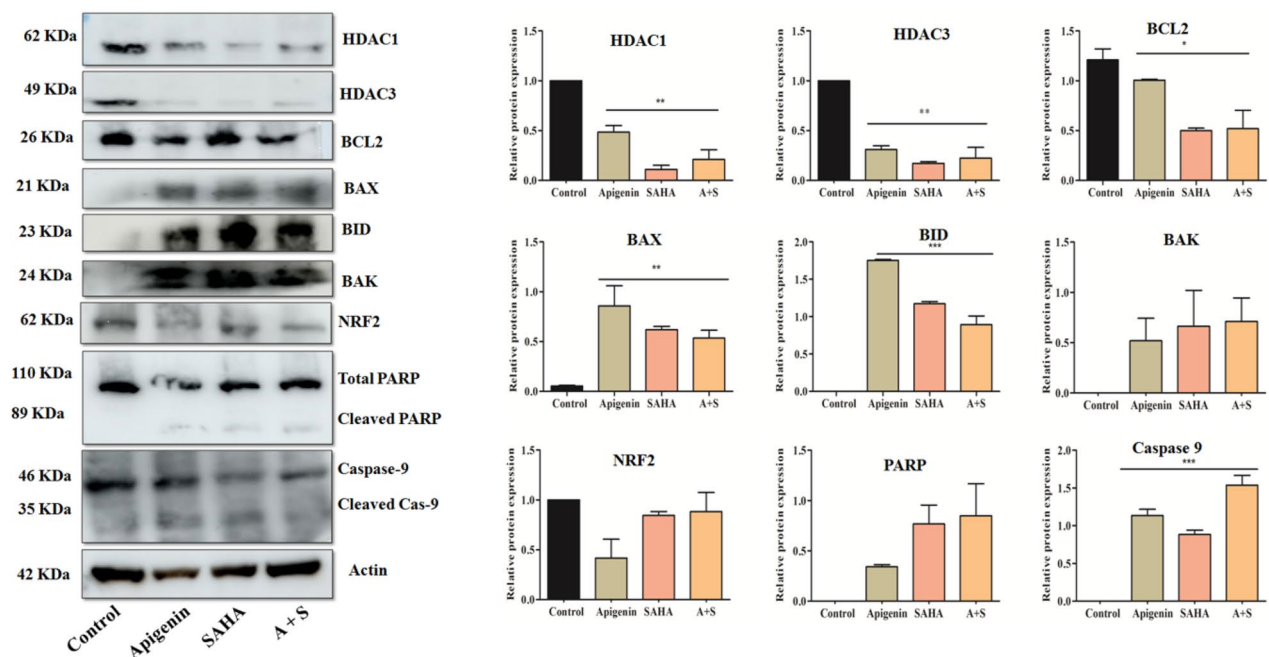 62 KDa
HDAC1
49 KDa
HDAC3
26 KDa
BCL2
21 KDa
BAX
23 KDa
BID
24 KDa
BAK
62 KDa
NRF2
110 KDa
Total PARP
89 KDa
Cleaved PARP
46 KDa
Caspase-9
35 KDa
Cleaved Cas-9
42 KDa
Actin
Control
Apigenin
SAHA
A + S
HDAC1
Relative protein expression
1.5
1.0
0.5
0.0
**
Control Apigenin SAHA A+S
HDAC3
Relative protein expression
1.5
1.0
0.5
0.0
**
Control Apigenin SAHA A+S
BCL2
Relative protein expression
1.5
1.0
0.5
0.0
*
Control Apigenin SAHA A+S
BAX
Relative protein expression
1.5
1.0
0.5
0.0
**
Control Apigenin SAHA A+S
BID
Relative protein expression
2.0
1.5
1.0
0.5
0.0
***
Control Apigenin SAHA A+S
BAK
Relative protein expression
1.5
1.0
0.5
0.0
Control Apigenin SAHA A+S
NRF2
Relative protein expression
1.5
1.0
0.5
0.0
Control Apigenin SAHA A+S
PARP
Relative protein expression
1.5
1.0
0.5
0.0
Control Apigenin SAHA A+S
Caspase 9
Relative protein expression
2.0
1.5
1.0
0.5
0.0
***
Control Apigenin SAHA A+S